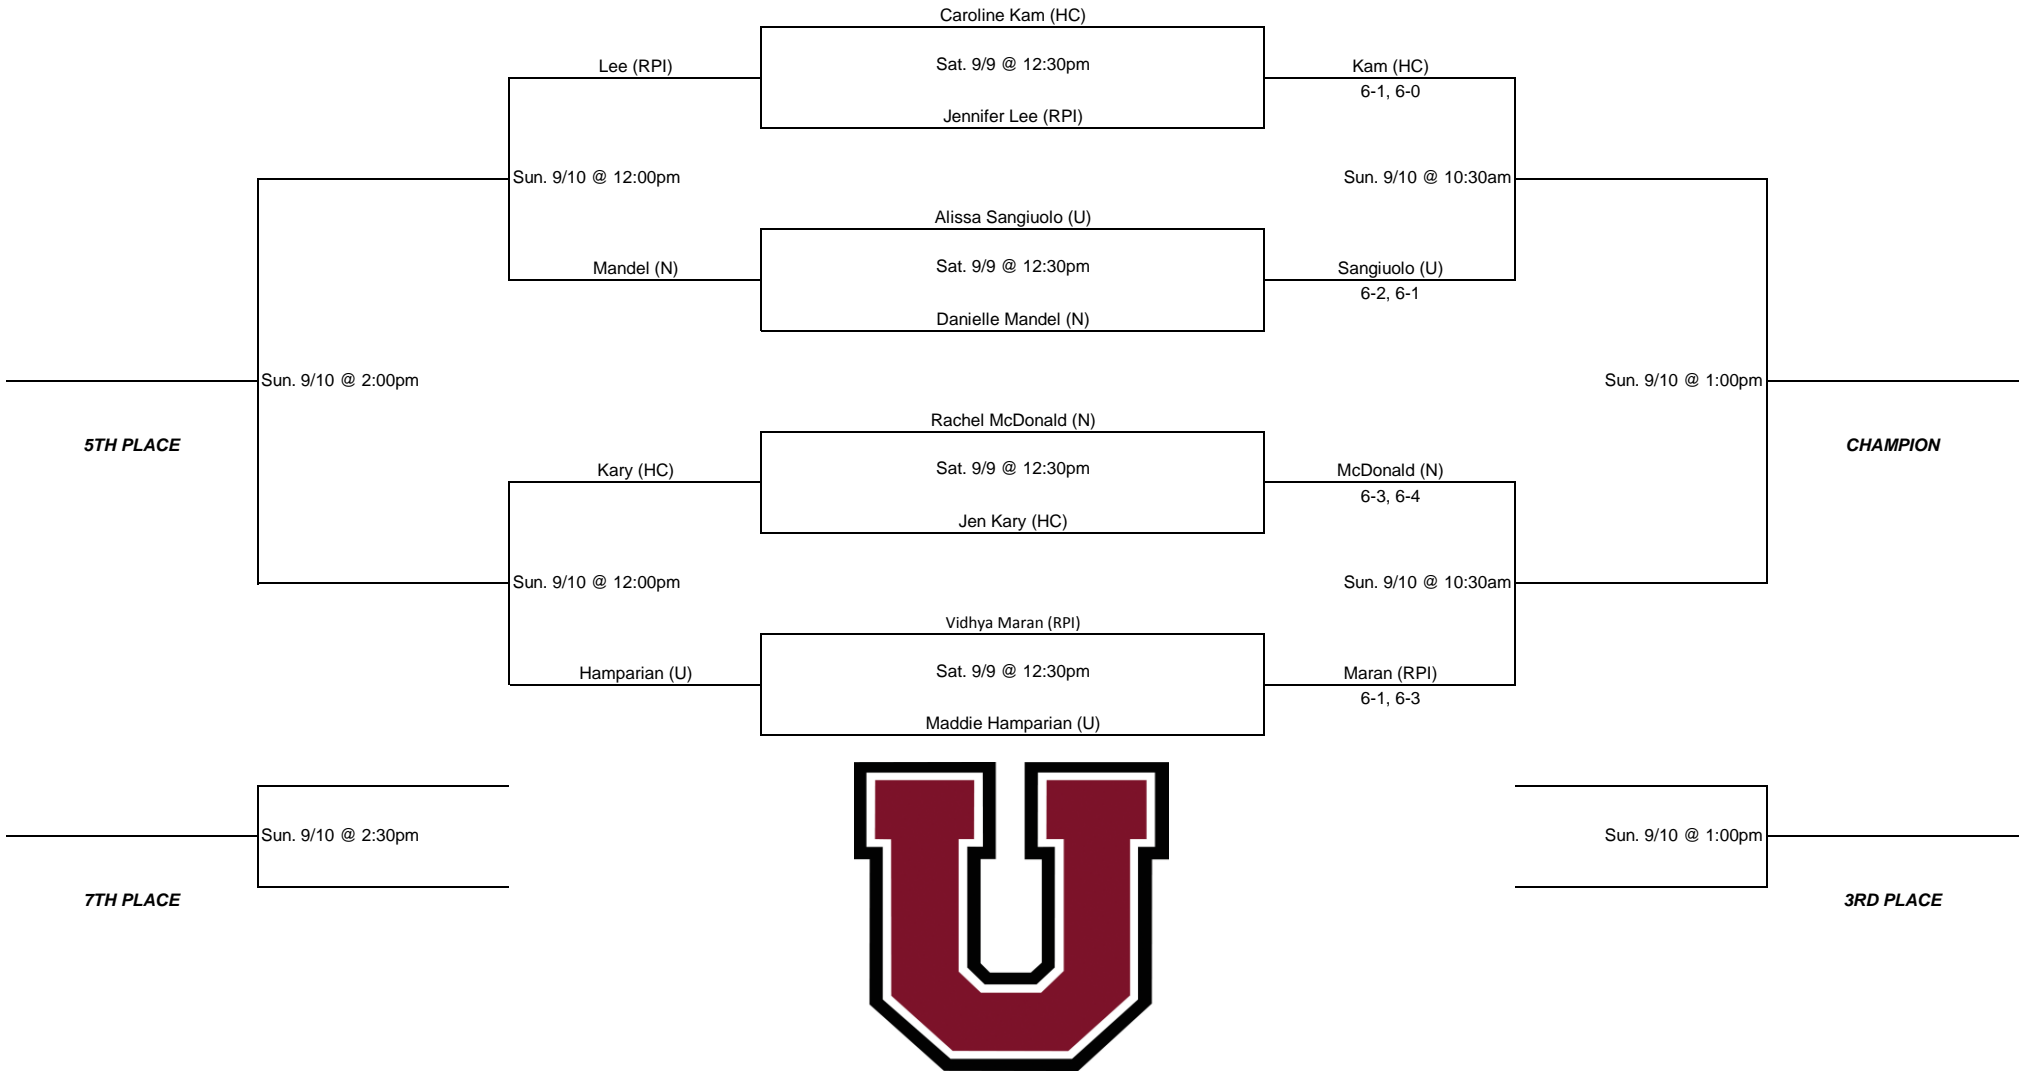 Caroline Kam (HC)
Lee (RPI)
Sat. 9/9 @ 12:30pm
Kam (HC)
6-1, 6-0
Jennifer Lee (RPI)
Sun. 9/10 @ 12:00pm
Sun. 9/10 @ 10:30am
Alissa Sangiuolo (U)
Mandel (N)
Sat. 9/9 @ 12:30pm
Sangiuolo (U)
6-2, 6-1
Danielle Mandel (N)
Sun. 9/10 @ 2:00pm
Sun. 9/10 @ 1:00pm
Rachel McDonald (N)
5TH PLACE
CHAMPION
Kary (HC)
Sat. 9/9 @ 12:30pm
McDonald (N)
6-3, 6-4
Jen Kary (HC)
Sun. 9/10 @ 12:00pm
Sun. 9/10 @ 10:30am
Vidhya Maran (RPI)
Hamparian (U)
Sat. 9/9 @ 12:30pm
Maran (RPI)
6-1, 6-3
Maddie Hamparian (U)
Sun. 9/10 @ 2:30pm
Sun. 9/10 @ 1:00pm
7TH PLACE
3RD PLACE
U